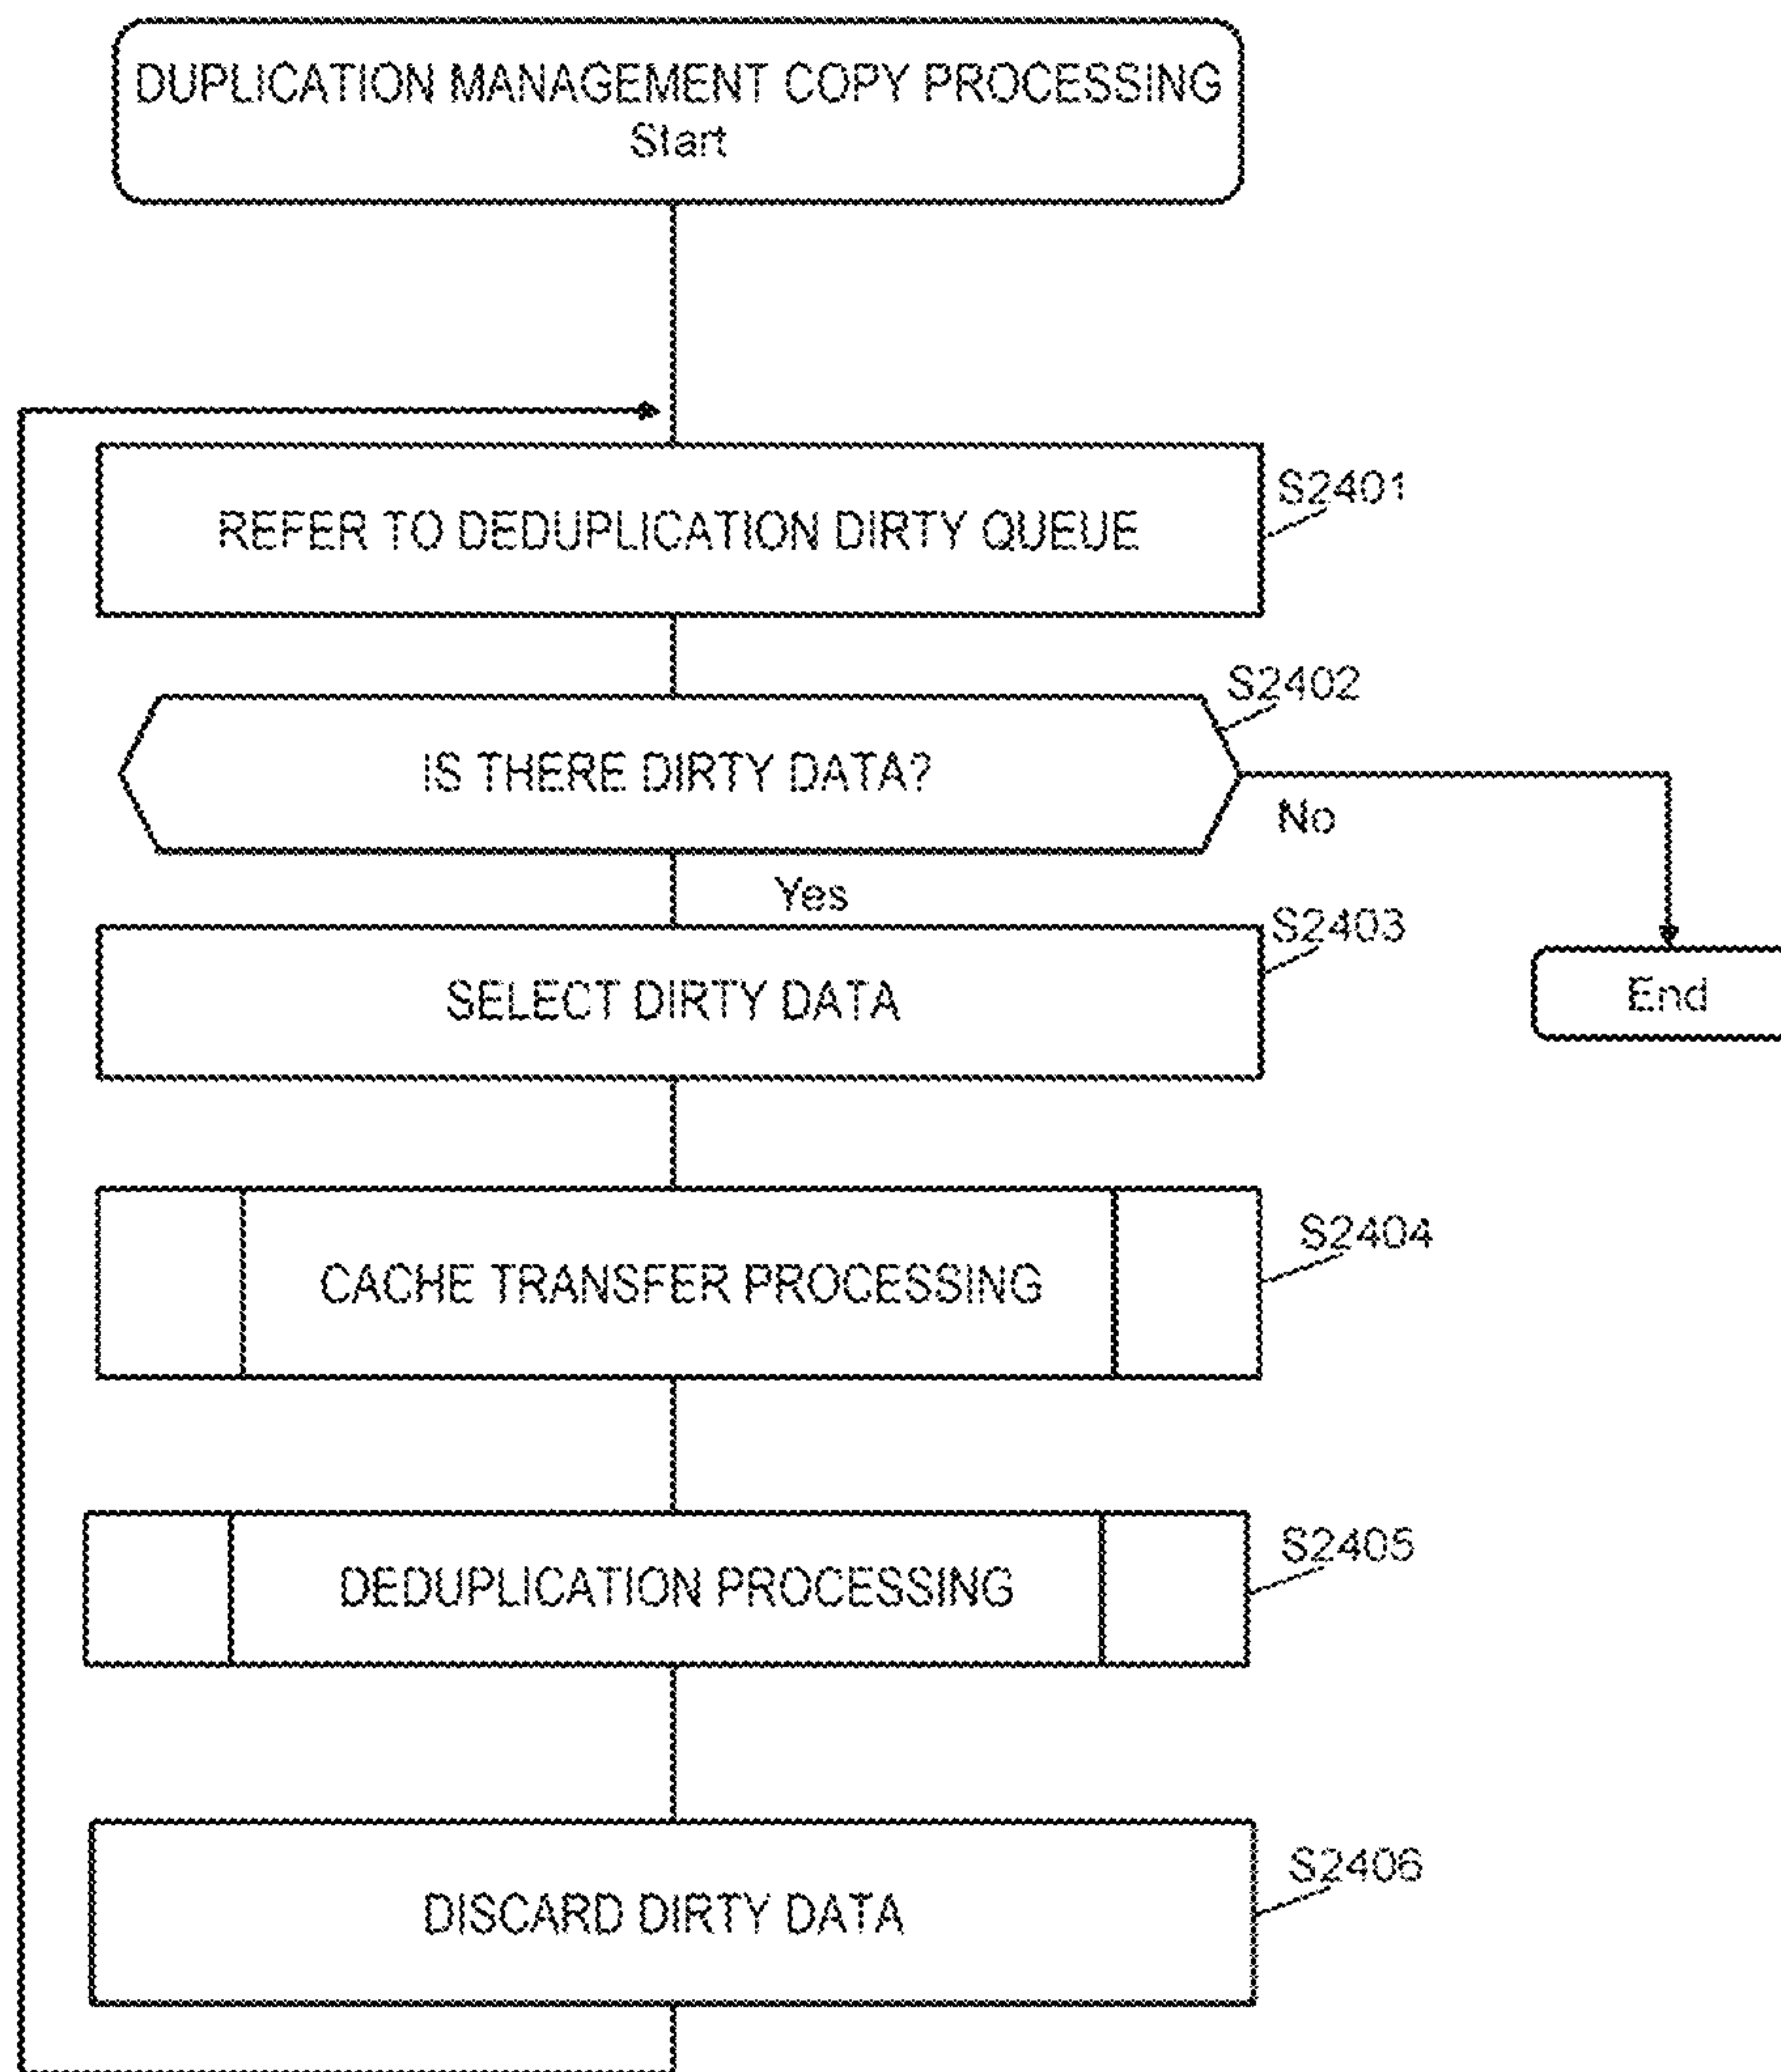 DUPLICATION MANAGEMENT COPY PROCESSING
Start
S2401
REFER TO DEDUPLICATION DIRTY QUEUE
S2402
IS THERE DIRTY DATA?
No
Yes
S2403
SELECT DIRTY DATA
End
S2404
CACHE TRANSFER PROCESSING
S2405
DEDUPLICATION PROCESSING
S2406
DISCARD DIRTY DATA